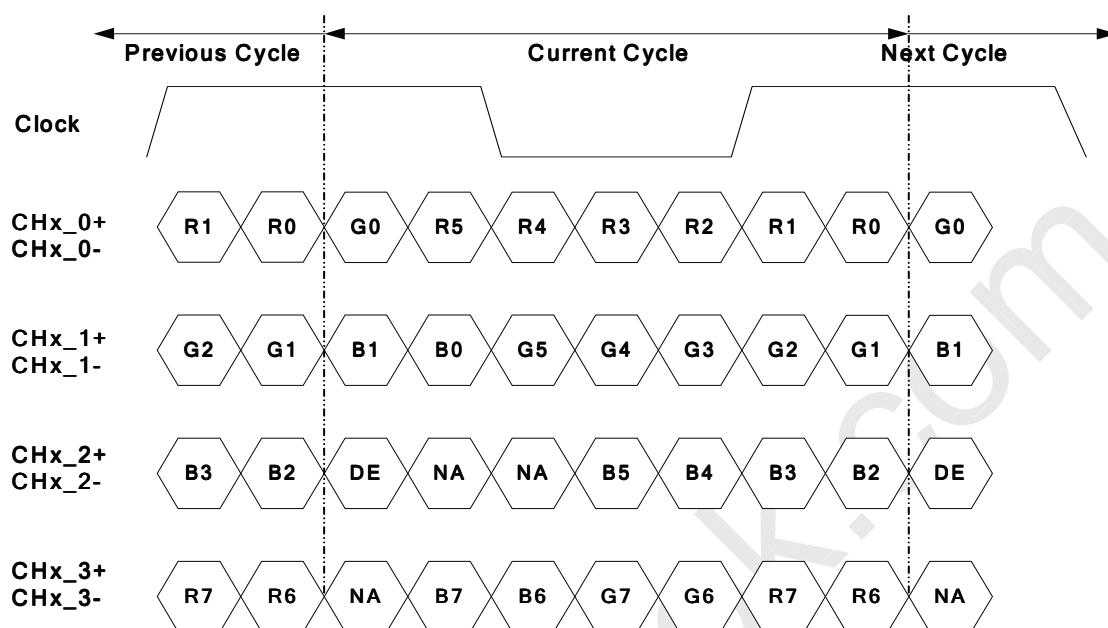 Previous Cycle Current Cycle Next Cycle
Clock
CHx_0+
CHx_0-
R1 R0 G0 R5 R4 R3 R2 R1 R0 G0
CHx_1+
CHx_1-
G2 G1 B1 B0 G5 G4 G3 G2 G1 B1
CHx_2+
CHx_2-
B3 B2 DE NA NA B5 B4 B3 B2 DE
CHx_3+
CHx_3-
R7 R6 NA B7 B6 G7 G6 R7 R6 NA
k.com